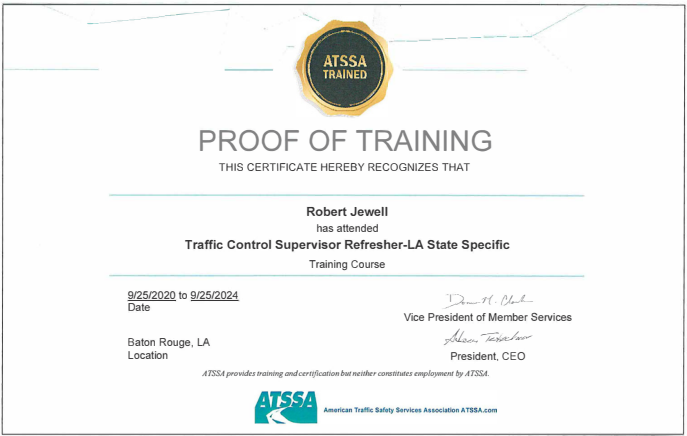 ATSSA
TRAINED
PROOF OF TRAINING
THIS CERTIFICATE HEREBY RECOGNIZES THAT
Robert Jewell
has attended
Traffic Control Supervisor Refresher-LA State Specific
Training Course
9/25/2020 to 9/25/2024
Date
Vice President of Member Services
Baton Rouge, LA
Location
President, CEO
ATSSA provides training and certification but neither constitutes employment by ATSSA.
ATSSA
American Traffic Safety Services Association ATSSA.com